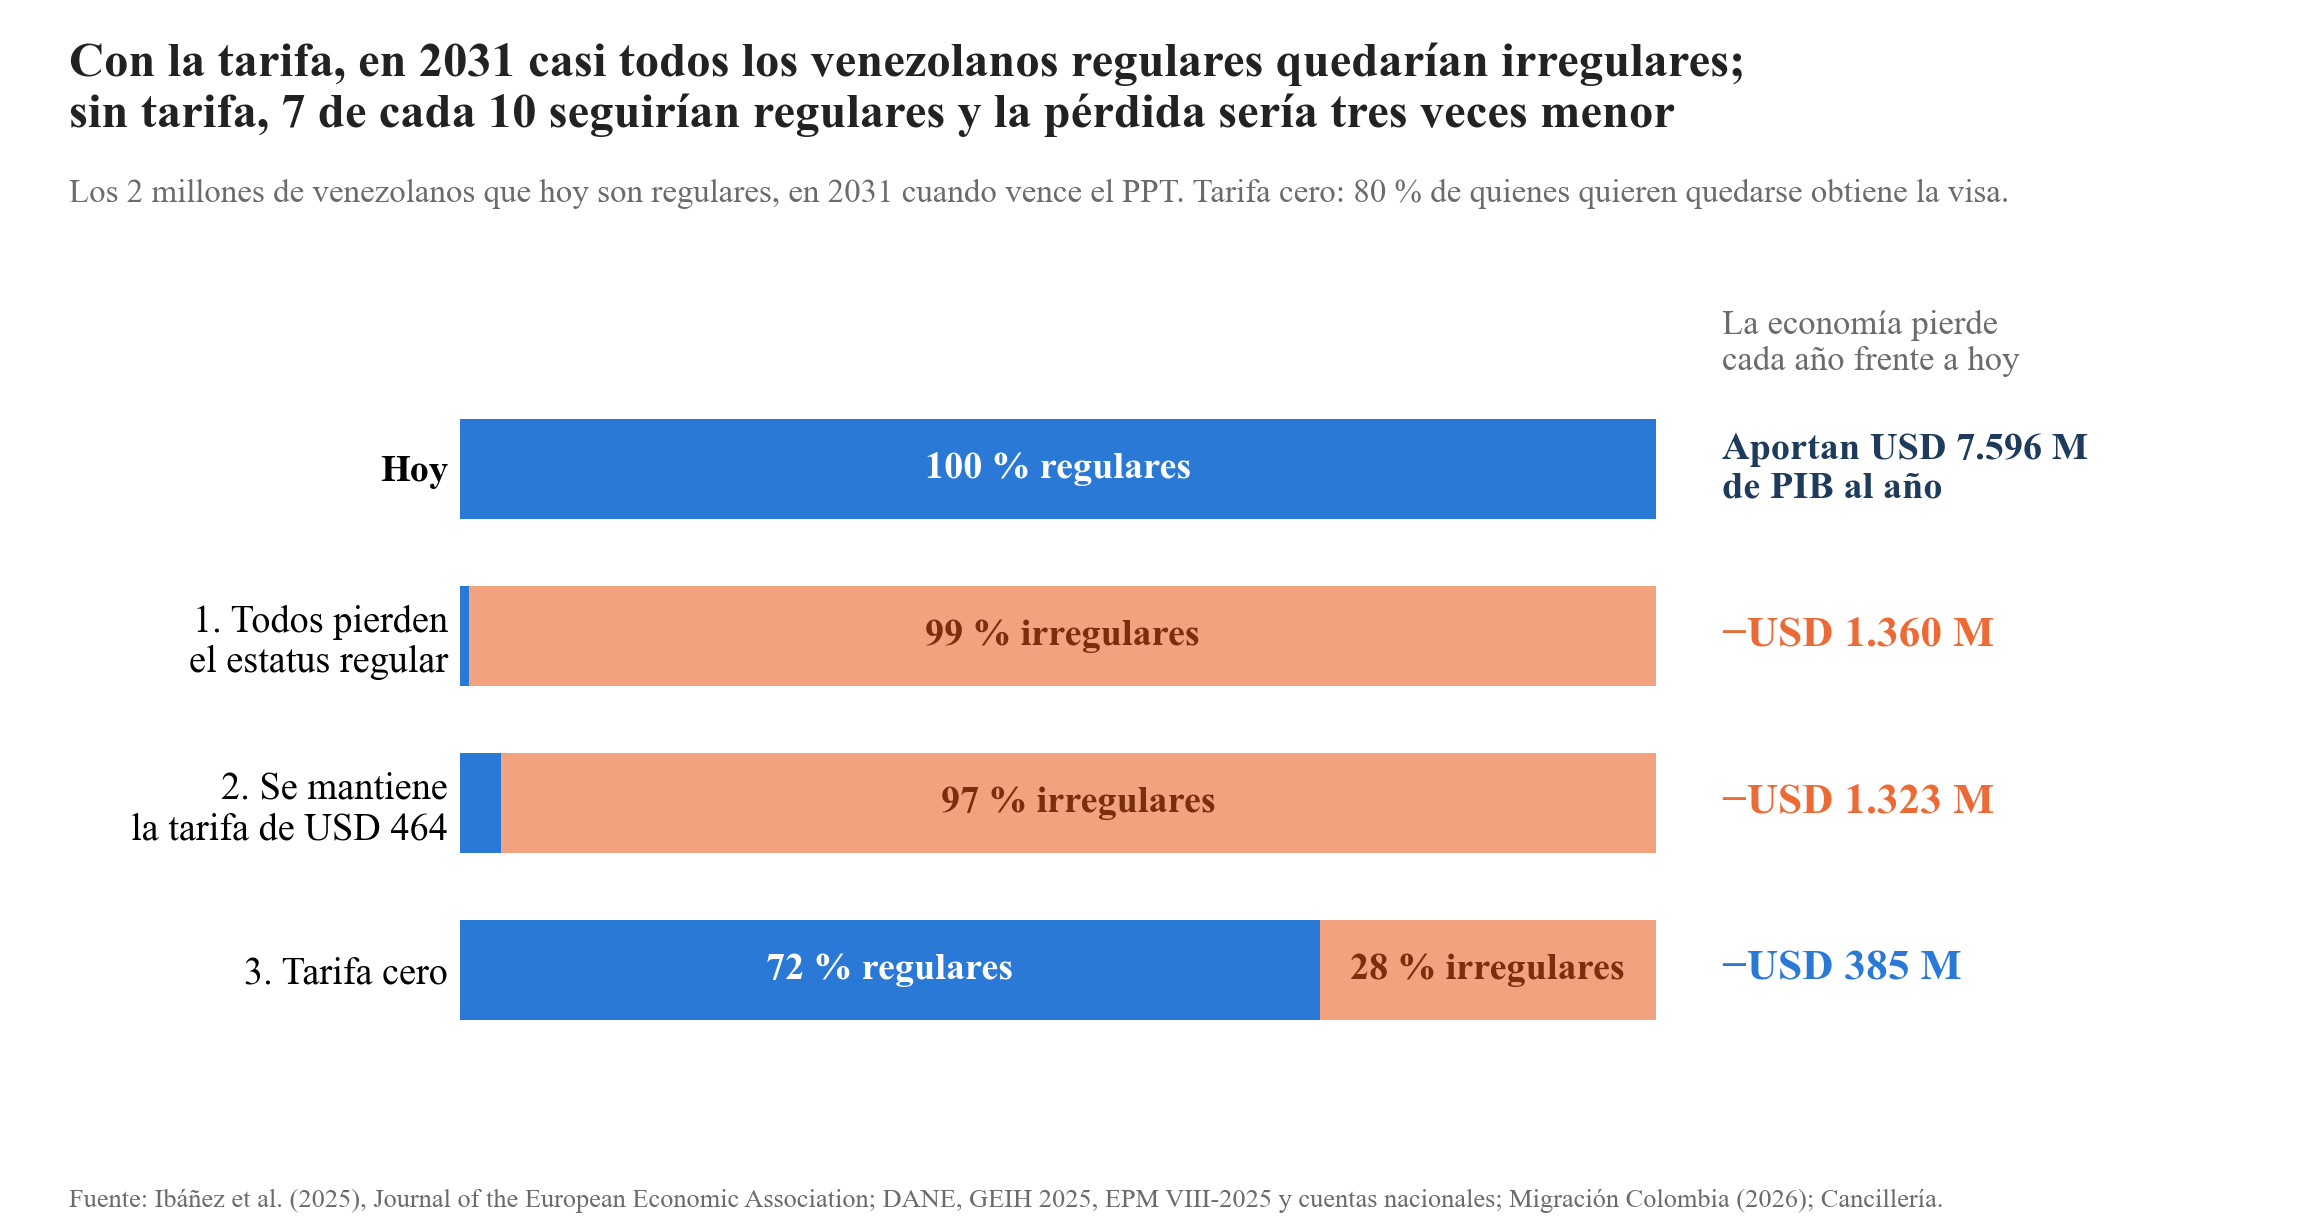 Con la tarifa, en 2031 casi todos los venezolanos regulares quedarían irregulares;
sin tarifa, 7 de cada 10 seguirían regulares y la pérdida sería tres veces menor
Los 2 millones de venezolanos que hoy son regulares, en 2031 cuando vence el PPT. Tarifa cero: 80 % de quienes quieren quedarse obtiene la visa.
La economía pierde
cada año frente a hoy
Hoy
100 % regulares
Aportan USD 7.596 M
de PIB al año
1. Todos pierden
el estatus regular
99 % irregulares
−USD 1.360 M
2. Se mantiene
la tarifa de USD 464
97 % irregulares
−USD 1.323 M
3. Tarifa cero
72 % regulares
28 % irregulares
−USD 385 M
Fuente: Ibáñez et al. (2025), Journal of the European Economic Association; DANE, GEIH 2025, EPM VIII-2025 y cuentas nacionales; Migración Colombia (2026); Cancillería.